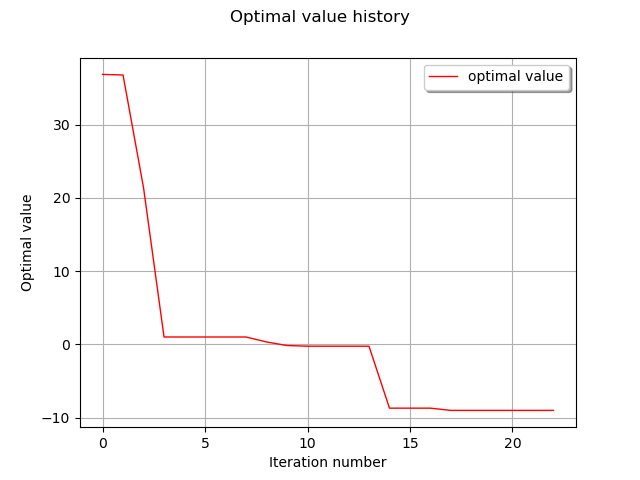 Optimal value history
optimal value
Optimal value
30
20
10
0
−10
0 5 10 15 20
Iteration number